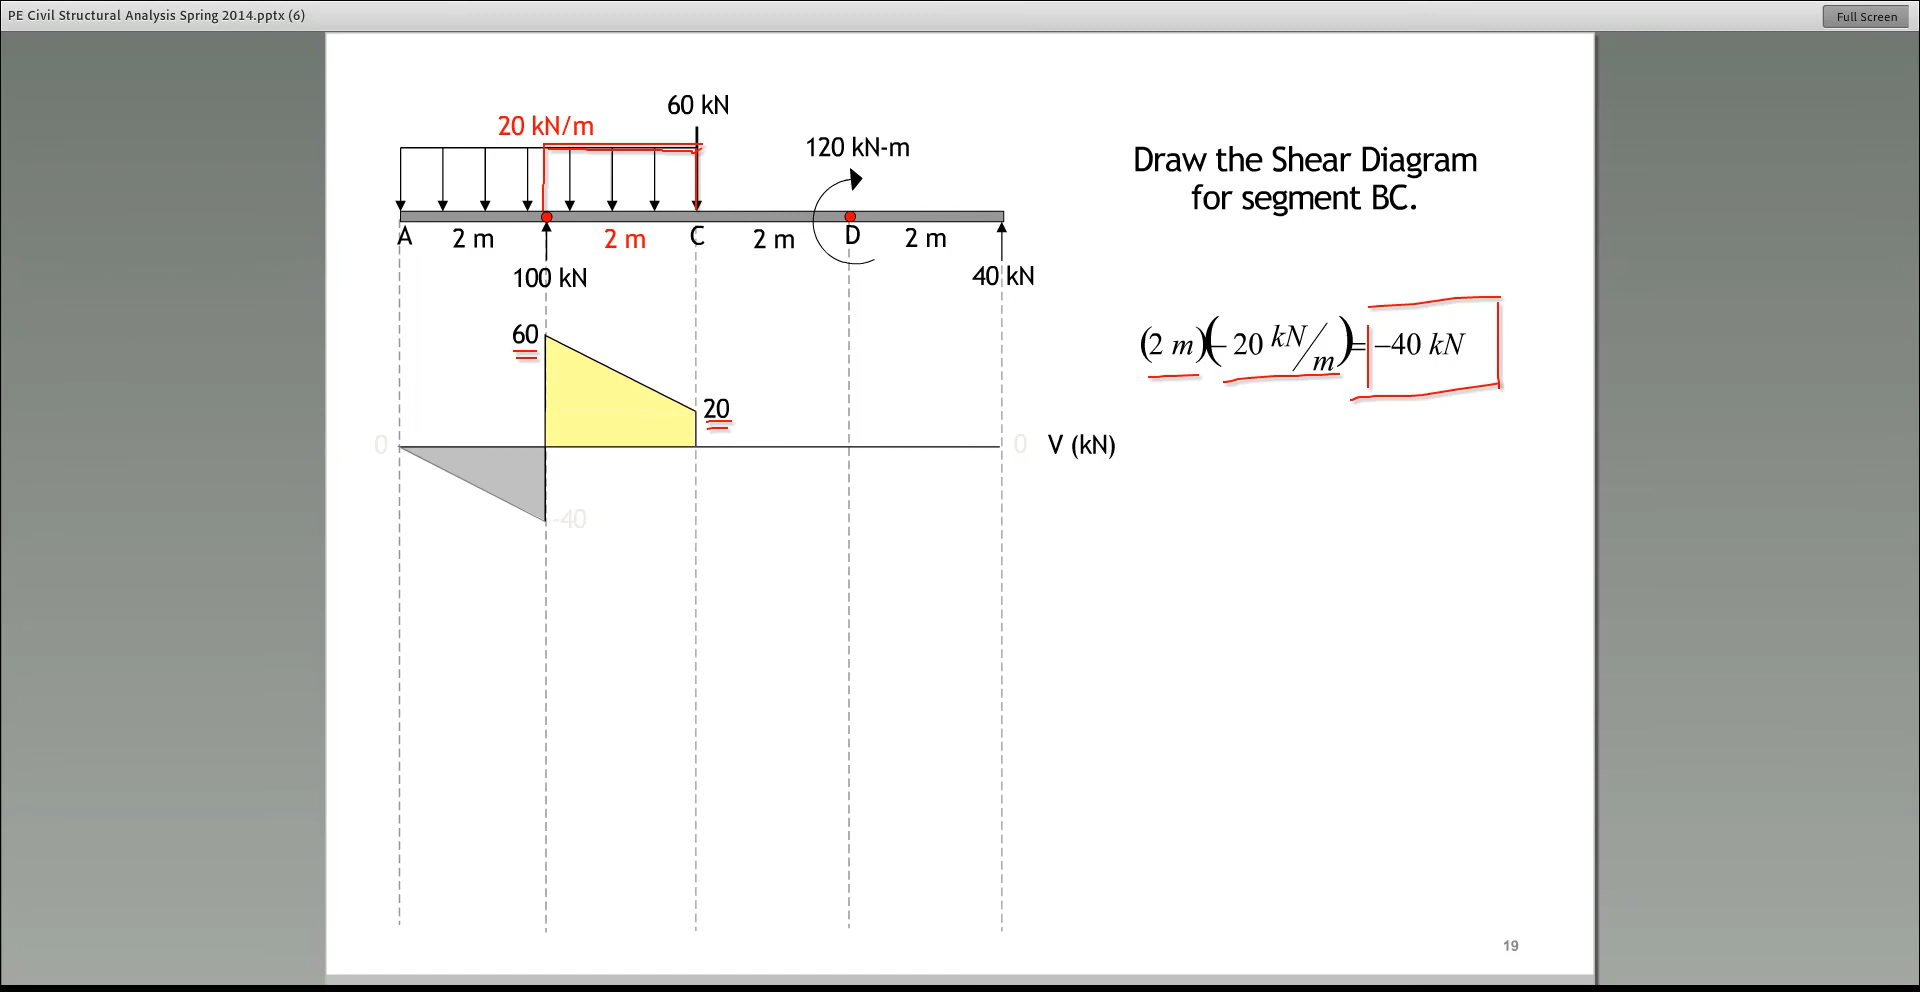 PE Civil Structural Analysis Spring 2014.pptx (6)
Full Screen
60 kN
20 kN/m
120 kN-m
Draw the Shear Diagram
for segment BC.
A
2 m
2 m
C
2 m
D
2 m
100 kN
40 kN
60
(2 m)(− 20 kN/m) = −40 kN
20
0
0
V (kN)
-40
19